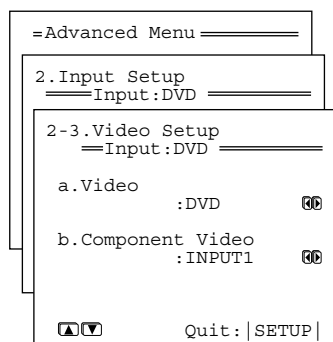 Advanced Menu
2.Input Setup
Input:DVD
2-3.Video Setup
Input:DVD
a.Video
:DVD
b.Component Video
:INPUT1
Quit:|SETUP|